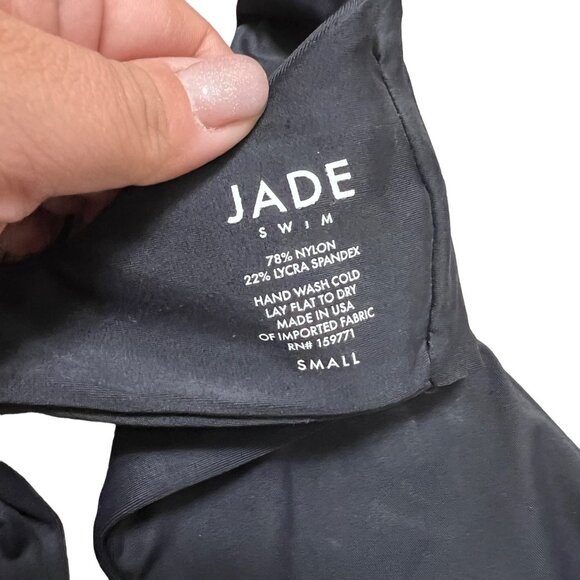 JADE
SWIM
78% NYLON
22% LYCRA SPANDEX
HAND WASH COLD
LAY FLAT TO DRY
MADE IN USA
OF IMPORTED FABRIC
RN# 159771
SMALL